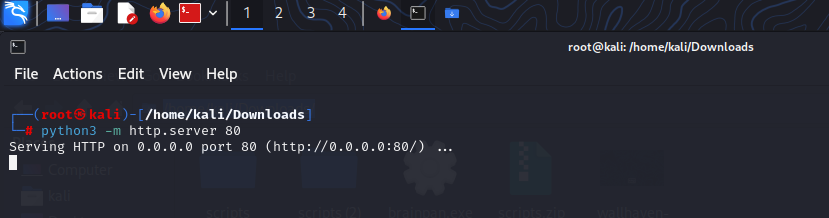 1 2 3 4
root@kali: /home/kali/Downloads
File Actions Edit View Help
┌──(root㉿kali)-[/home/kali/Downloads]
└─# python3 -m http.server 80
Serving HTTP on 0.0.0.0 port 80 (http://0.0.0.0:80/) ...
Computer
kali